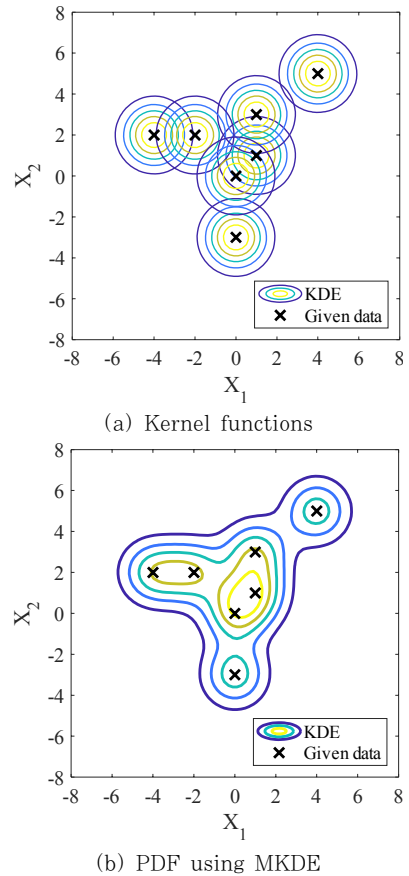 8
6
4
2
0
-2
-4
-6
-8
X2
KDE
Given data
-8 -6 -4 -2 0 2 4 6 8
X1
(a) Kernel functions
8
6
4
2
0
-2
-4
-6
-8
X2
KDE
Given data
-8 -6 -4 -2 0 2 4 6 8
X1
(b) PDF using MKDE